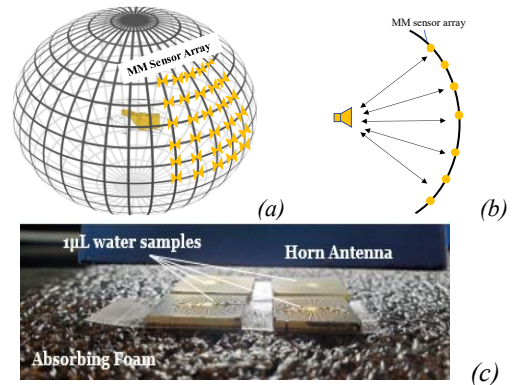 MM Sensor Array
(a)
MM sensor array
(b)
1µL water samples
Horn Antenna
Absorbing Foam
(c)